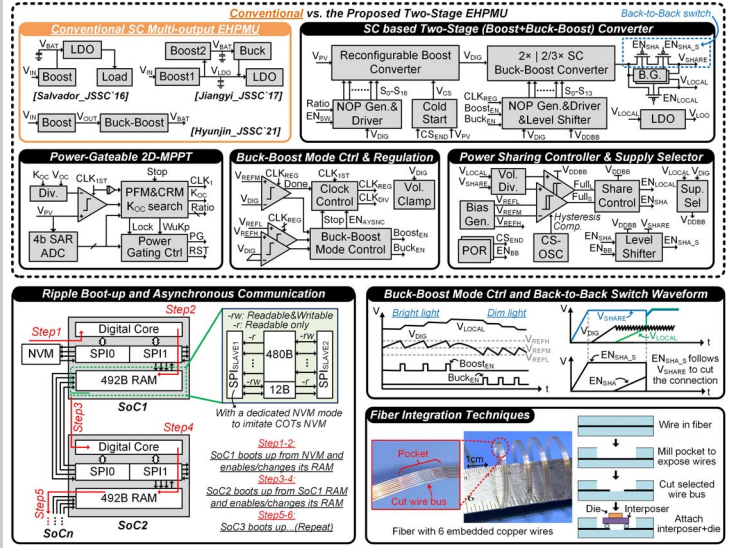 Conventional vs. the Proposed Two-Stage EHPMU
Back-to-Back switch
Conventional SC Multi-output EHPMU
VBAT
LDO
VIN
Boost
Load
[Salvador_JSSC`16]
Boost2
VBAT
Buck
VIN
Boost1
VLDO
LDO
[Jiangyi_JSSC`17]
VIN
Boost
VOUT
Buck-Boost
VBAT
[Hyunjin_JSSC`21]
SC based Two-Stage (Boost+Buck-Boost) Converter
VPV
Reconfigurable Boost
Converter
VDIG
2× | 2/3× SC
Buck-Boost Converter
ENSHA
ENSHA_S
VSHARE
B.G.
VLOCAL
ENLOCAL
S0-S16
VCS
S0-S13
Ratio
ENSW
NOP Gen.&
Driver
Cold
Start
CLKREG
BoostEN
BuckEN
NOP Gen.&Driver
&Level Shifter
VLOCAL
LDO
VLOO
VDIG
CSEND
VPV
VDIG
VDDBB
Power-Gateable 2D-MPPT
KOC
VOC
CLK1ST
Stop
CLK1
Div.
PFM&CRM
KOC search
KOC
Ratio
VPV
Lock
WuKp
4b SAR
ADC
Power
Gating Ctrl
PG
RST
Buck-Boost Mode Ctrl & Regulation
CLKREG
VREFM
Done
CLK1ST
VDIG
VDIG
Clock
Control
CLKREG
CLKDIV
Vol.
Clamp
VREFL
CLKREG
Stop
ENAYSNC
VREFH
VDIG
Buck-Boost
Mode Control
BoostEN
BuckEN
Power Sharing Controller & Supply Selector
VLOCAL
VSHARE
Vol.
Div.
VDDBB
FullL
FullS
VDDBB
Share
Control
ENLOCAL
ENSHA
VLOCAL
VDIG
Sup.
Sel
VDDBB
Bias
Gen.
VREFL
VREFM
VREFH
Hysteresis
Comp.
POR
CSEND
ENBB
CS-
OSC
VDDBB
VSHARE
ENSHA
ENBB
Level
Shifter
ENSHA_S
Ripple Boot-up and Asynchronous Communication
Step1
Step2
Digital Core
NVM
SPI0
SPI1
492B RAM
SoC1
Step3
Step4
Digital Core
SPI0
SPI1
492B RAM
Step5
SoC2
SoCn
-rw: Readable&Writable
-r: Readable only
SPISLAVE1
-r
480B
-r
SPISLAVE2
-rw
12B
-rw
With a dedicated NVM mode
to imitate COTs NVM
Step1-2:
SoC1 boots up from NVM and
enables/changes its RAM
Step3-4:
SoC2 boots up from SoC1 RAM
and enables/changes its RAM
Step5-6:
SoC3 boots up...(Repeat)
Buck-Boost Mode Ctrl and Back-to-Back Switch Waveform
V
Bright light
Dim light
VLOCAL
VREFH
VREFM
VREFL
BoostEN
BuckEN
t
V
VSHARE
VDIG
VLOCAL
t
V
ENSHA_S
ENSHA
ENSHA_S follows
VSHARE to cut
the connection
t
Fiber Integration Techniques
Pocket
Cut wire bus
1cm
Fiber with 6 embedded copper wires
Wire in fiber
Mill pocket to
expose wires
Cut selected
wire bus
Die
Interposer
Attach
interposer+die